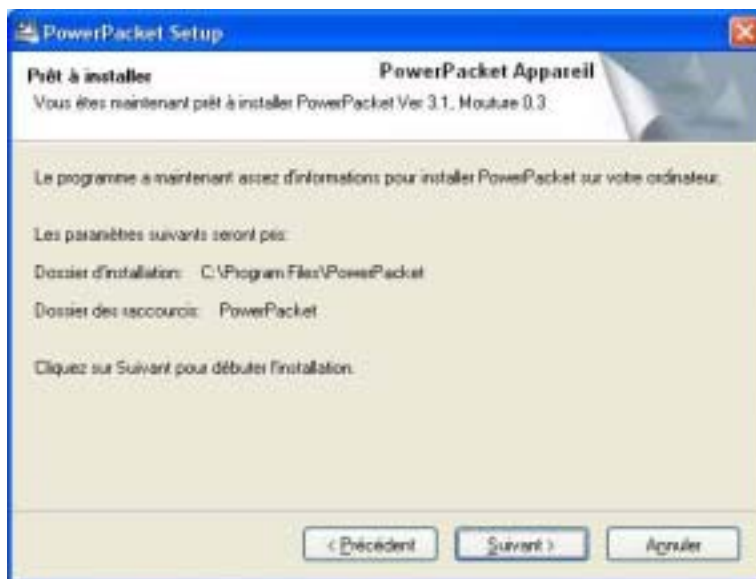 PowerPacket Setup
Prêt à installer
PowerPacket Appareil
Vous êtes maintenant prêt à installer PowerPacket Ver 3.1, Mouture 0.3
Le programme a maintenant assez d'informations pour installer PowerPacket sur votre ordinateur.
Les paramètres suivants seront pris:
Dossier d'installation: C:\Program Files\PowerPacket
Dossier des raccourcis: PowerPacket
Cliquez sur Suivant pour débuter l'installation.
< Précédent
Suivant >
Annuler